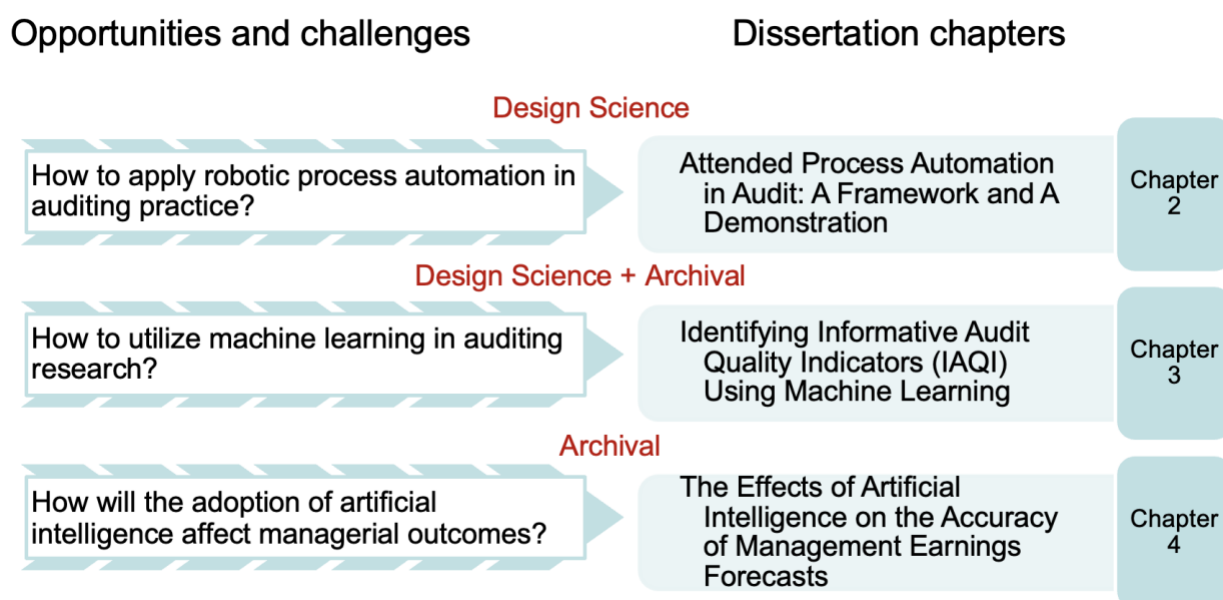 Opportunities and challenges
Dissertation chapters
Design Science
How to apply robotic process automation in
auditing practice?
Attended Process Automation
in Audit: A Framework and A
Demonstration
Chapter
2
Design Science + Archival
How to utilize machine learning in auditing
research?
Identifying Informative Audit
Quality Indicators (IAQI)
Using Machine Learning
Chapter
3
Archival
How will the adoption of artificial
intelligence affect managerial outcomes?
The Effects of Artificial
Intelligence on the Accuracy
of Management Earnings
Forecasts
Chapter
4